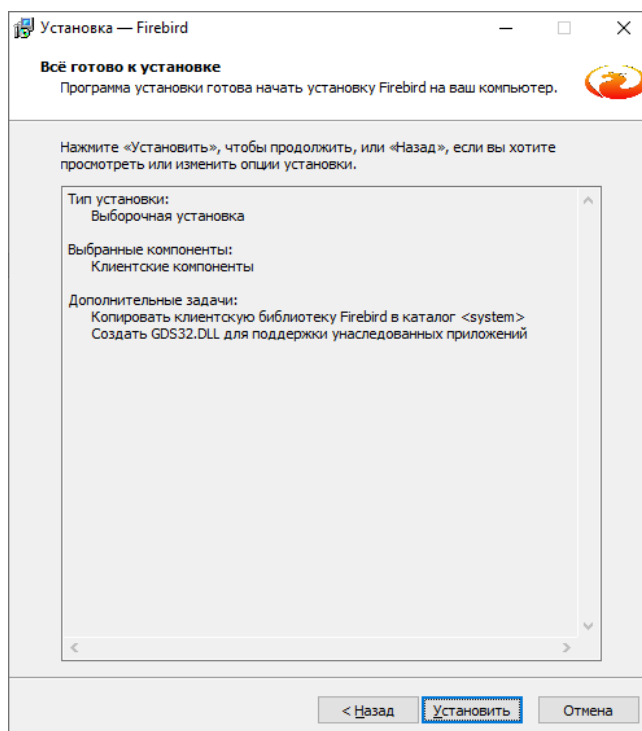 Установка — Firebird
Всё готово к установке
Программа установки готова начать установку Firebird на ваш компьютер.
Нажмите «Установить», чтобы продолжить, или «Назад», если вы хотите
просмотреть или изменить опции установки.
Тип установки:
Выборочная установка
Выбранные компоненты:
Клиентские компоненты
Дополнительные задачи:
Копировать клиентскую библиотеку Firebird в каталог <system>
Создать GDS32.DLL для поддержки унаследованных приложений
< Назад
Установить
Отмена